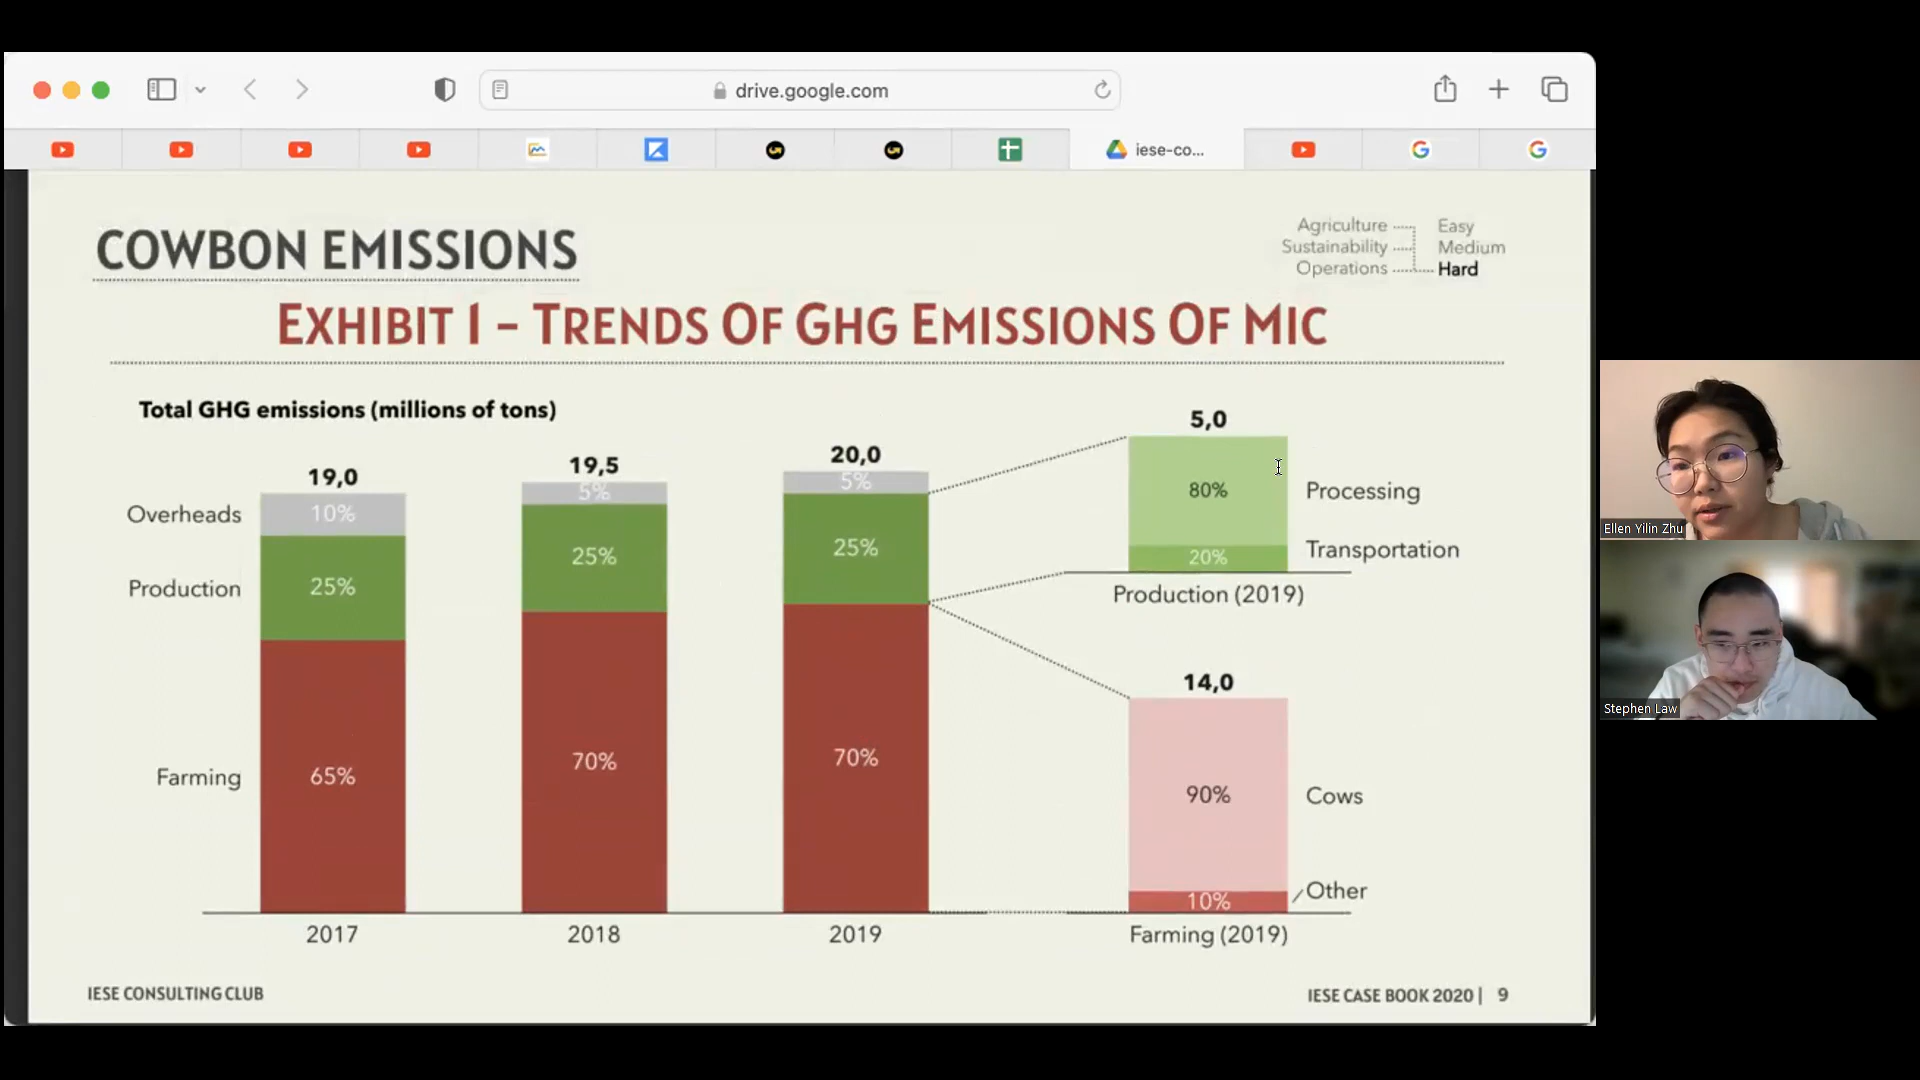 drive.google.com
iese-co...
COWBON EMISSIONS
Agriculture
Sustainability
Operations
Easy
Medium
Hard
EXHIBIT 1 – TRENDS OF GHG EMISSIONS OF MIC
Total GHG emissions (millions of tons)
19,0
19,5
20,0
5,0
Overheads
10%
5%
5%
80%
Processing
Production
25%
25%
25%
20%
Transportation
Production (2019)
14,0
Farming
65%
70%
70%
90%
Cows
10%
Other
2017
2018
2019
Farming (2019)
IESE CONSULTING CLUB
IESE CASE BOOK 2020 | 9
Ellen Yilin Zhu
Stephen Law